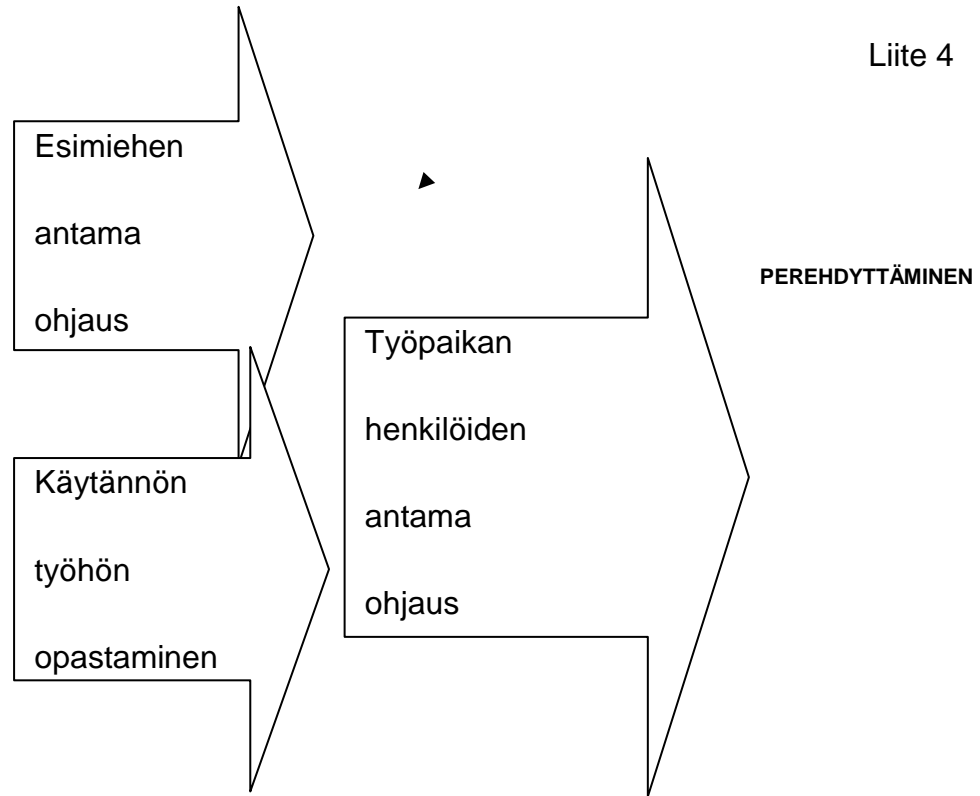 Liite 4
Esimiehen
antama
ohjaus
PEREHDYTTÄMINEN
Työpaikan
henkilöiden
antama
ohjaus
Käytännön
työhön
opastaminen